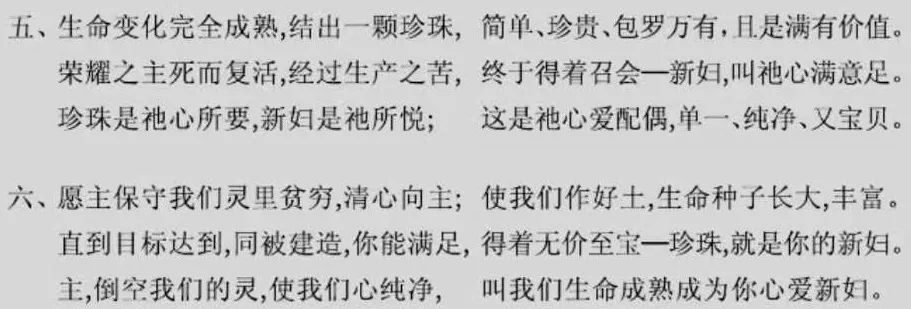 五、生命变化完全成熟,结出一颗珍珠, 简单、珍贵、包罗万有,且是满有价值。
荣耀之主死而复活,经过生产之苦, 终于得着召会—新妇,叫祂心满意足。
珍珠是祂心所要,新妇是祂所悦; 这是祂心爱配偶,单一、纯净、又宝贝。
六、愿主保守我们灵里贫穷,清心向主; 使我们作好土,生命种子长大,丰富。
直到目标达到,同被建造,你能满足, 得着无价至宝—珍珠,就是你的新妇。
主,倒空我们的灵,使我们心纯净, 叫我们生命成熟成为你心爱新妇。